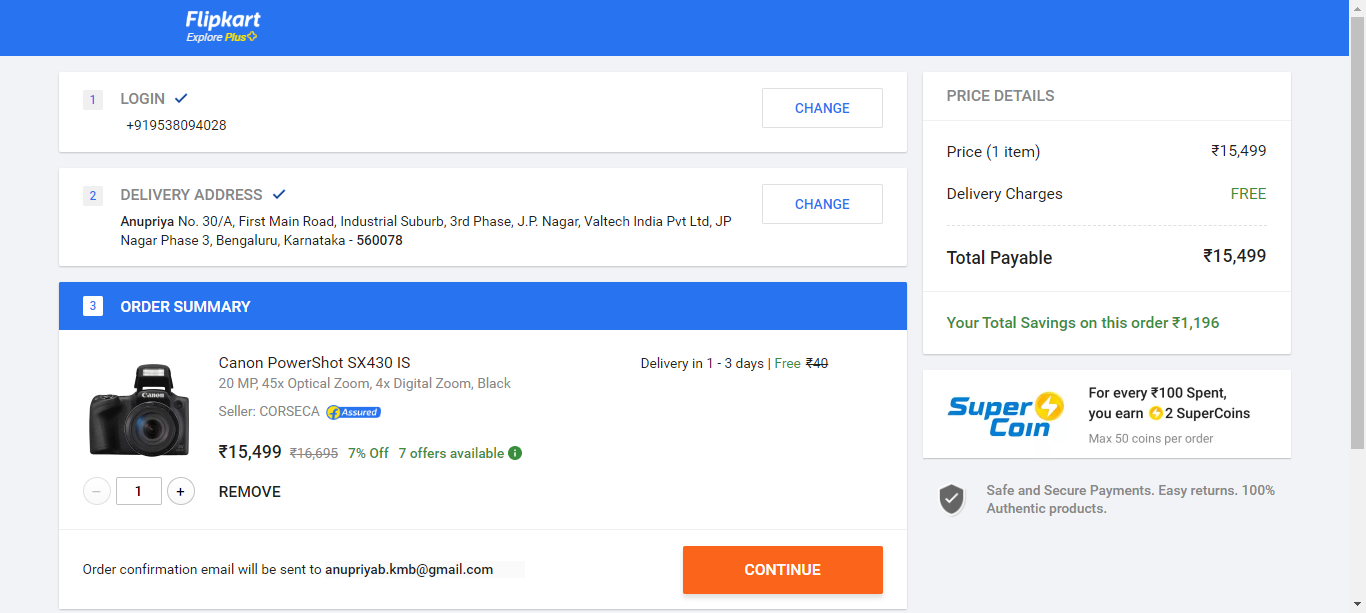 Flipkart
Explore Plus
1 LOGIN
CHANGE
+919538094028
2 DELIVERY ADDRESS
CHANGE
Anupriya No. 30/A, First Main Road, Industrial Suburb, 3rd Phase, J.P. Nagar, Valtech India Pvt Ltd, JP
Nagar Phase 3, Bengaluru, Karnataka - 560078
3 ORDER SUMMARY
Canon
Canon PowerShot SX430 IS
Delivery in 1 - 3 days | Free ₹40
20 MP, 45x Optical Zoom, 4x Digital Zoom, Black
Seller: CORSECA Assured
₹15,499 ₹16,695 7% Off 7 offers available
− 1 + REMOVE
Order confirmation email will be sent to anupriyab.kmb@gmail.com
CONTINUE
PRICE DETAILS
Price (1 item) ₹15,499
Delivery Charges FREE
Total Payable ₹15,499
Your Total Savings on this order ₹1,196
Super
Coin
For every ₹100 Spent,
you earn 2 SuperCoins
Max 50 coins per order
Safe and Secure Payments. Easy returns. 100%
Authentic products.